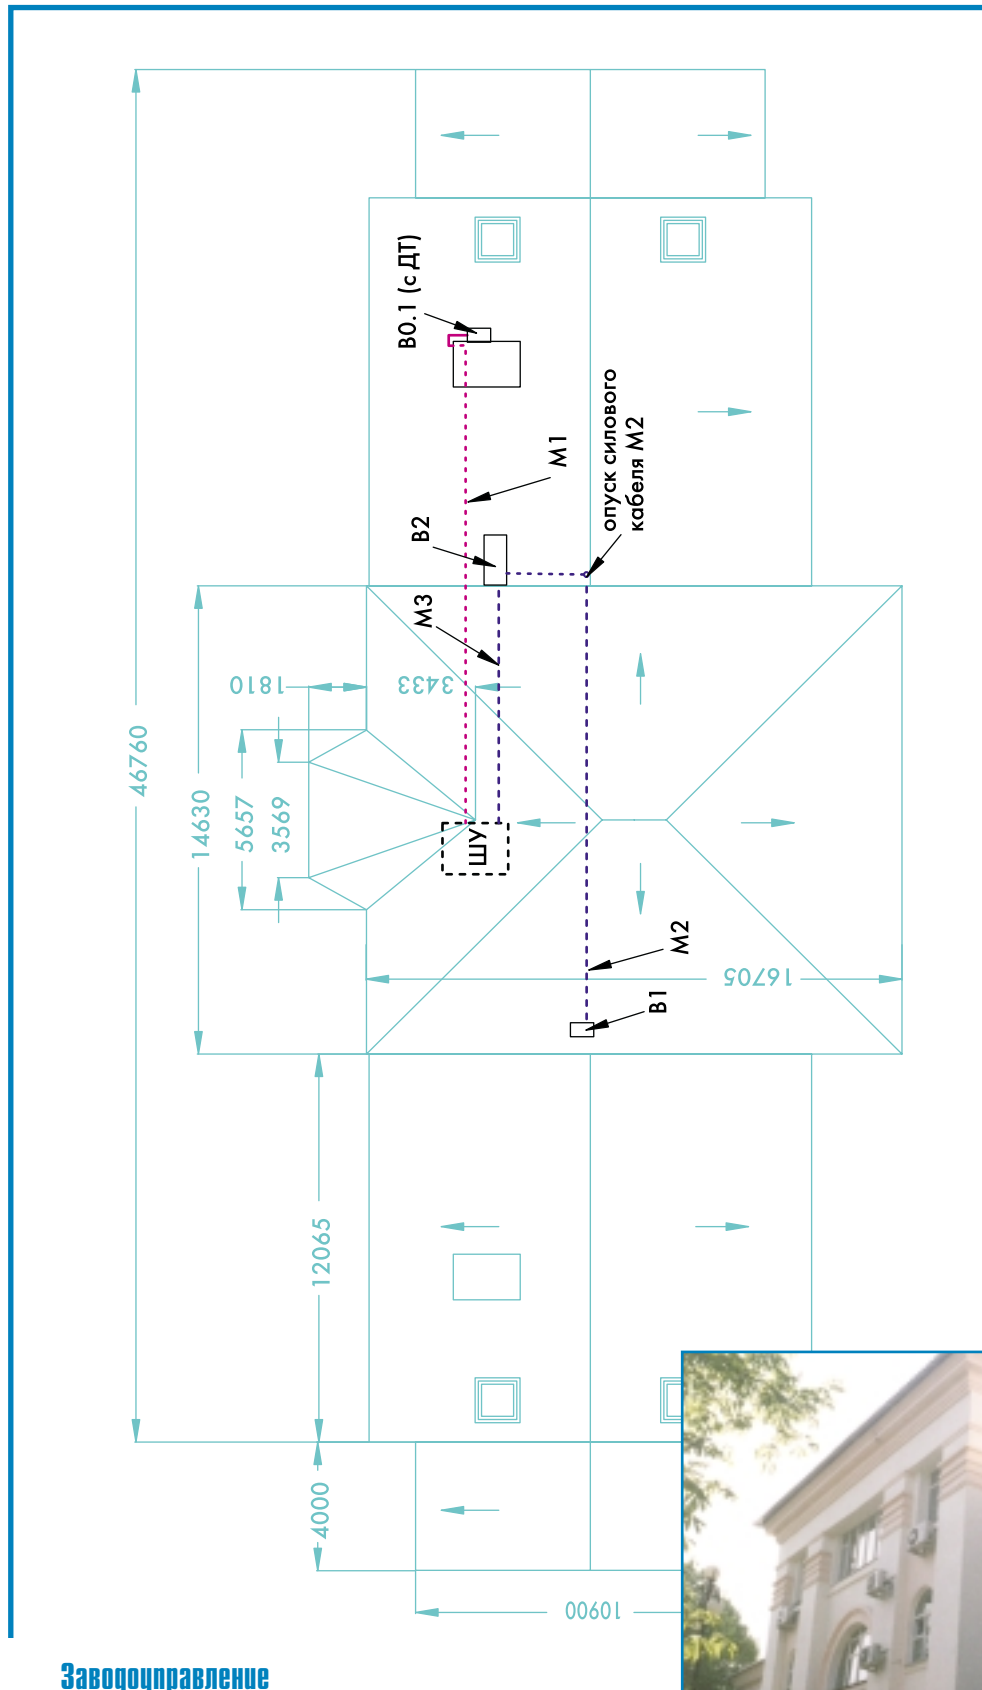 В0.1 (с ДТ)
опуск силового
кабеля М2
М1
В2
М3
1810
3433
46760
14630
5657
3569
ШУ
М2
16705
В1
12065
4000
10900
Заводоуправление